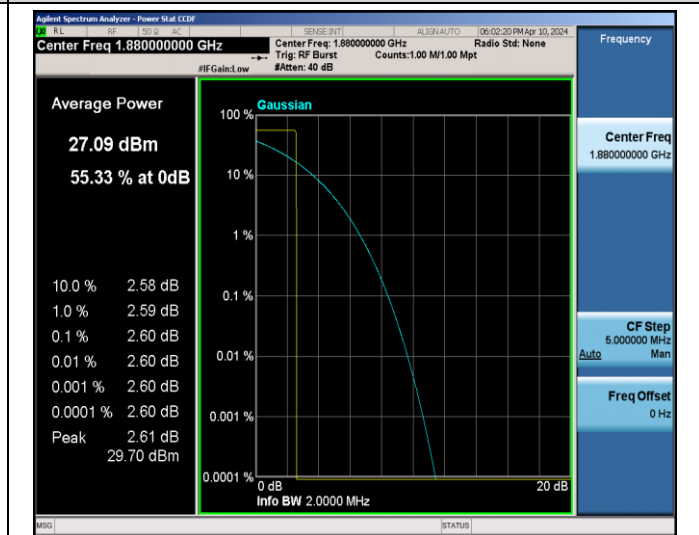 Agilent Spectrum Analyzer - Power Stat CCDF
RL RF 50 Ω AC SENSE:INT ALIGNAUTO 06:02:20 PM Apr 10, 2024
Center Freq 1.880000000 GHz
Center Freq: 1.880000000 GHz Radio Std: None
Trig: RF Burst Counts:1.00 M/1.00 Mpt
#IFGain:Low #Atten: 40 dB
Frequency
Average Power
27.09 dBm
55.33 % at 0dB
10.0 % 2.58 dB
1.0 % 2.59 dB
0.1 % 2.60 dB
0.01 % 2.60 dB
0.001 % 2.60 dB
0.0001 % 2.60 dB
Peak 2.61 dB
29.70 dBm
Gaussian
100 %
10 %
1 %
0.1 %
0.01 %
0.001 %
0.0001 %
0 dB 20 dB
Info BW 2.0000 MHz
Center Freq
1.880000000 GHz
CF Step
5.000000 MHz
Auto Man
Freq Offset
0 Hz
MSG STATUS